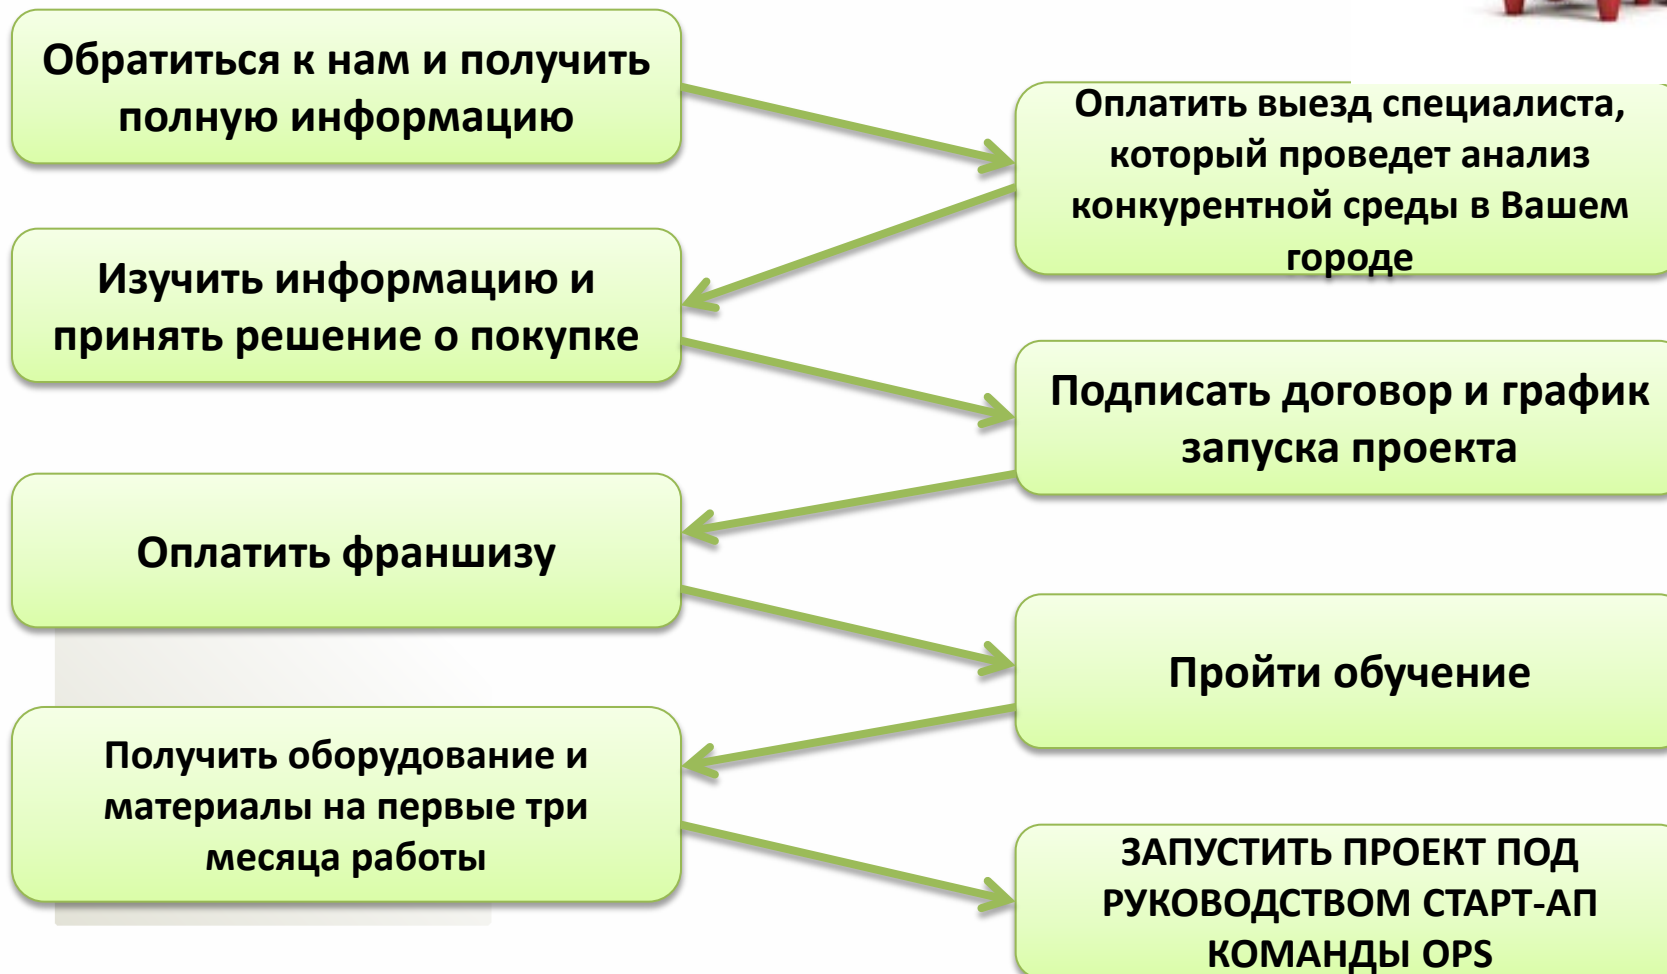 Обратиться к нам и получить
полную информацию
Оплатить выезд специалиста,
который проведет анализ
конкурентной среды в Вашем
городе
Изучить информацию и
принять решение о покупке
Подписать договор и график
запуска проекта
Оплатить франшизу
Пройти обучение
Получить оборудование и
материалы на первые три
месяца работы
ЗАПУСТИТЬ ПРОЕКТ ПОД
РУКОВОДСТВОМ СТАРТ-АП
КОМАНДЫ OPS